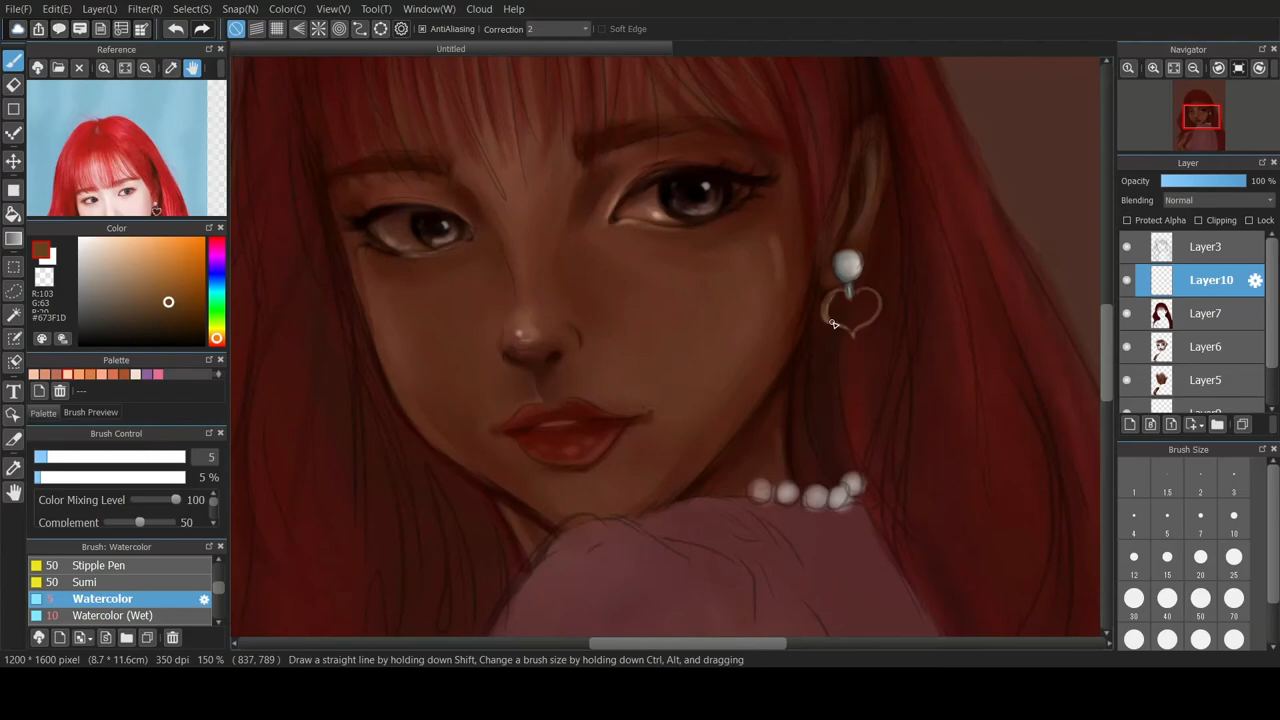 File(F) Edit(E) Layer(L) Filter(R) Select(S) Snap(N) Color(C) View(V) Tool(T) Window(W) Cloud Help
AntiAliasing Correction 2 Soft Edge
Reference
Untitled
Navigator
Layer
Opacity 100 %
Blending Normal
Protect Alpha Clipping Lock
Layer3
Layer10
Layer7
Layer6
Layer5
Color
R:103
G:63
#673F1D
Palette
---
Palette Brush Preview
Brush Control
5
5 %
Color Mixing Level 100
Complement 50
Brush: Watercolor
50 Stipple Pen
50 Sumi
5 Watercolor
10 Watercolor (Wet)
Brush Size
1 1.5 2 3
4 5 7 10
12 15 20 25
30 40 50 70
1200 * 1600 pixel (8.7 * 11.6cm) 350 dpi 150 % ( 837, 789 ) Draw a straight line by holding down Shift, Change a brush size by holding down Ctrl, Alt, and dragging